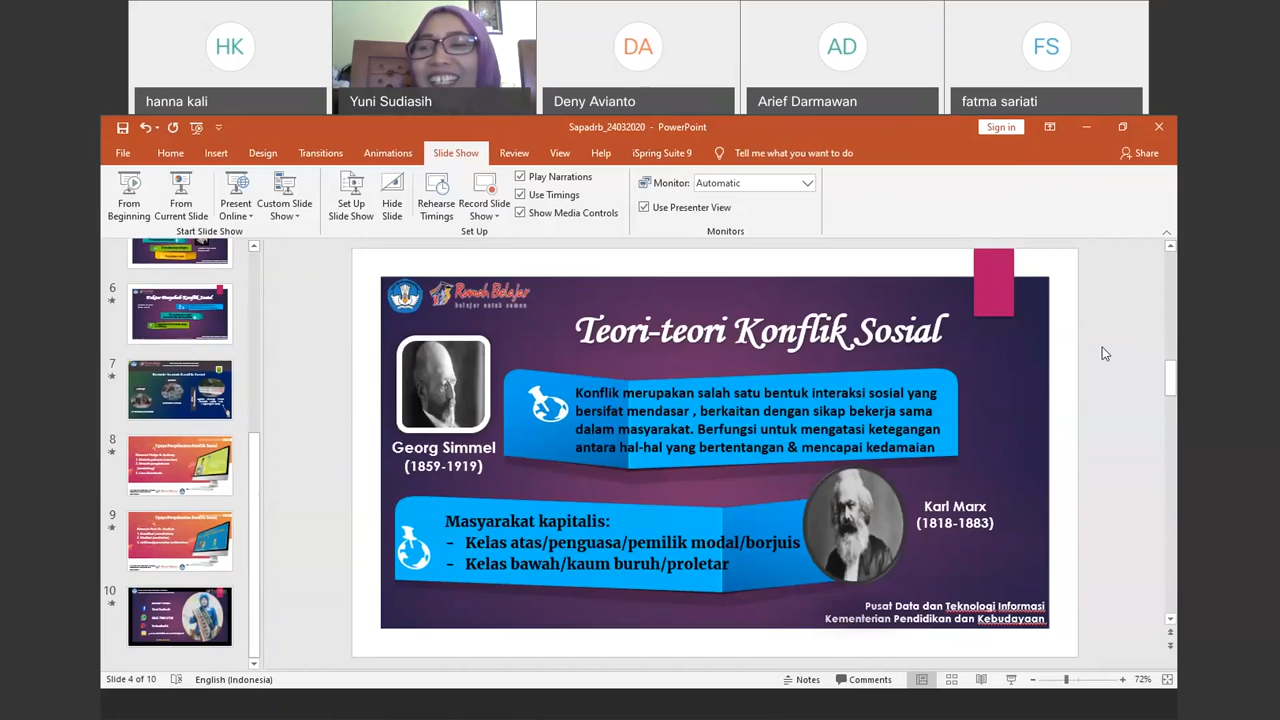 HK
DA
AD
FS
hanna kali
Yuni Sudiasih
Deny Avianto
Arief Darmawan
fatma sariati
Sapadrb_24032020 - PowerPoint
Sign in
File
Home
Insert
Design
Transitions
Animations
Slide Show
Review
View
Help
iSpring Suite 9
Tell me what you want to do
Share
From
Beginning
From
Current Slide
Present
Online
Custom Slide
Show
Set Up
Slide Show
Hide
Slide
Rehearse
Timings
Record Slide
Show
Play Narrations
Use Timings
Show Media Controls
Monitor:
Automatic
Use Presenter View
Start Slide Show
Set Up
Monitors
6
7
8
9
10
Rumah Belajar
belajar untuk semua
Teori-teori Konflik Sosial
Georg Simmel
(1859-1919)
Konflik merupakan salah satu bentuk interaksi sosial yang
bersifat mendasar , berkaitan dengan sikap bekerja sama
dalam masyarakat. Berfungsi untuk mengatasi ketegangan
antara hal-hal yang bertentangan & mencapai kedamaian
Masyarakat kapitalis:
- Kelas atas/penguasa/pemilik modal/borjuis
- Kelas bawah/kaum buruh/proletar
Karl Marx
(1818-1883)
Pusat Data dan Teknologi Informasi
Kementerian Pendidikan dan Kebudayaan
Slide 4 of 10
English (Indonesia)
Notes
Comments
72%